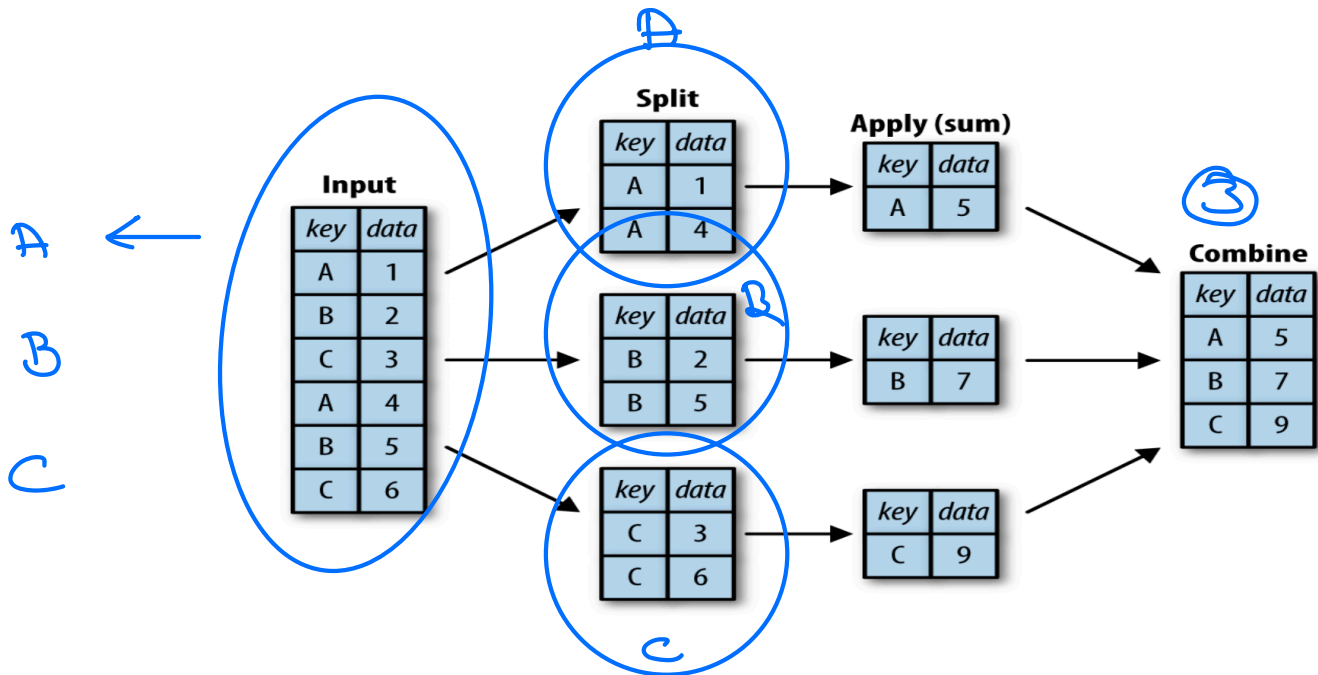 A
Split
key data
A 1
A 4
Apply (sum)
key data
A 5
Input
key data
A 1
B 2
C 3
A 4
B 5
C 6
A
B
C
B
key data
B 2
B 5
key data
B 7
3
Combine
key data
A 5
B 7
C 9
key data
C 3
C 6
key data
C 9
C